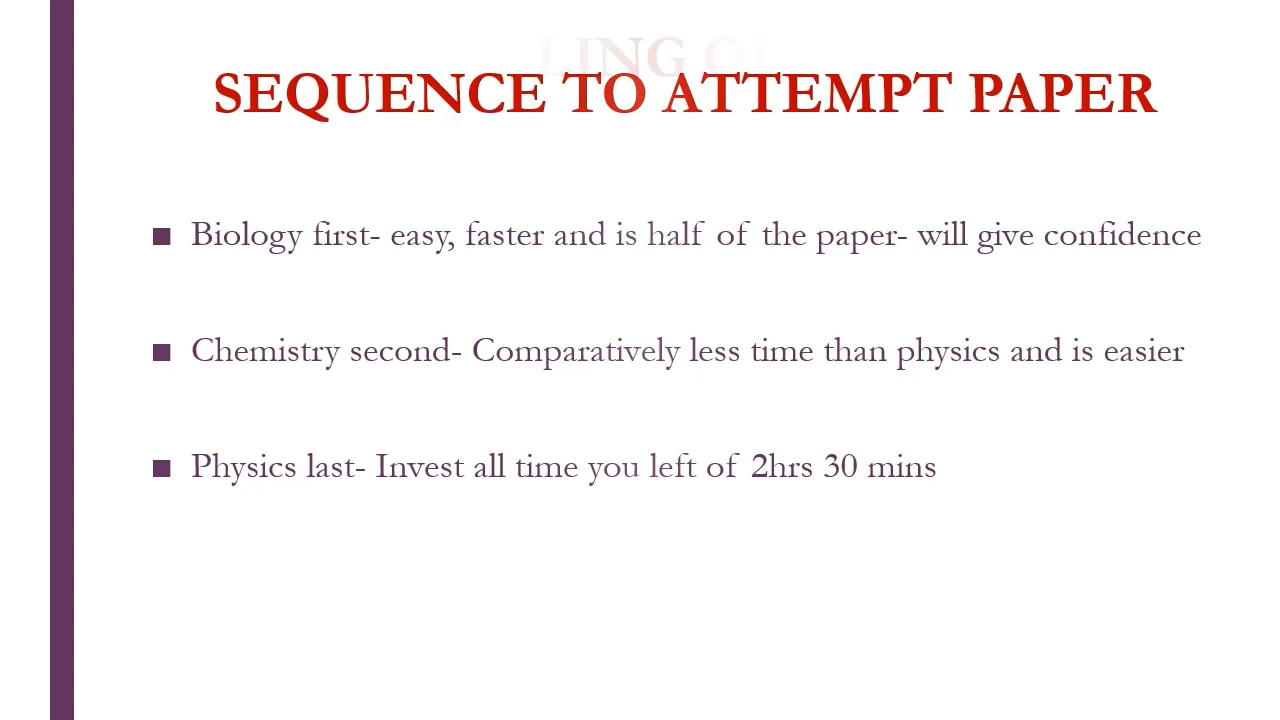 SEQUENCE TO ATTEMPT PAPER
■ Biology first- easy, faster and is half of the paper- will give confidence
■ Chemistry second- Comparatively less time than physics and is easier
■ Physics last- Invest all time you left of 2hrs 30 mins